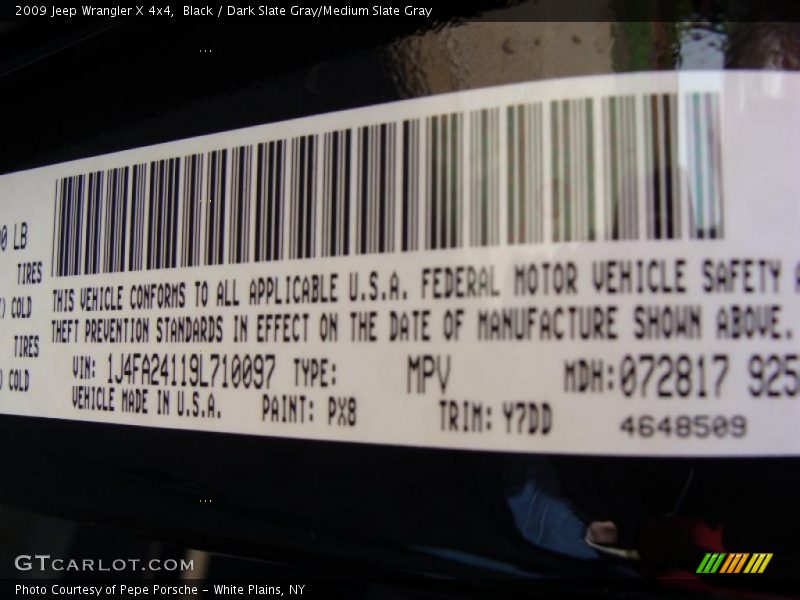 2009 Jeep Wrangler X 4x4,  Black / Dark Slate Gray/Medium Slate Gray
LB
TIRES
COLD
TIRES
COLD
THIS VEHICLE CONFORMS TO ALL APPLICABLE U.S.A. FEDERAL MOTOR VEHICLE SAFETY
THEFT PREVENTION STANDARDS IN EFFECT ON THE DATE OF MANUFACTURE SHOWN ABOVE.
VIN: 1J4FA24119L710097 TYPE: MPV MDH:072817 925
VEHICLE MADE IN U.S.A. PAINT: PX8 TRIM: Y7DD 4648509
GTCARLOT.COM
Photo Courtesy of Pepe Porsche – White Plains, NY